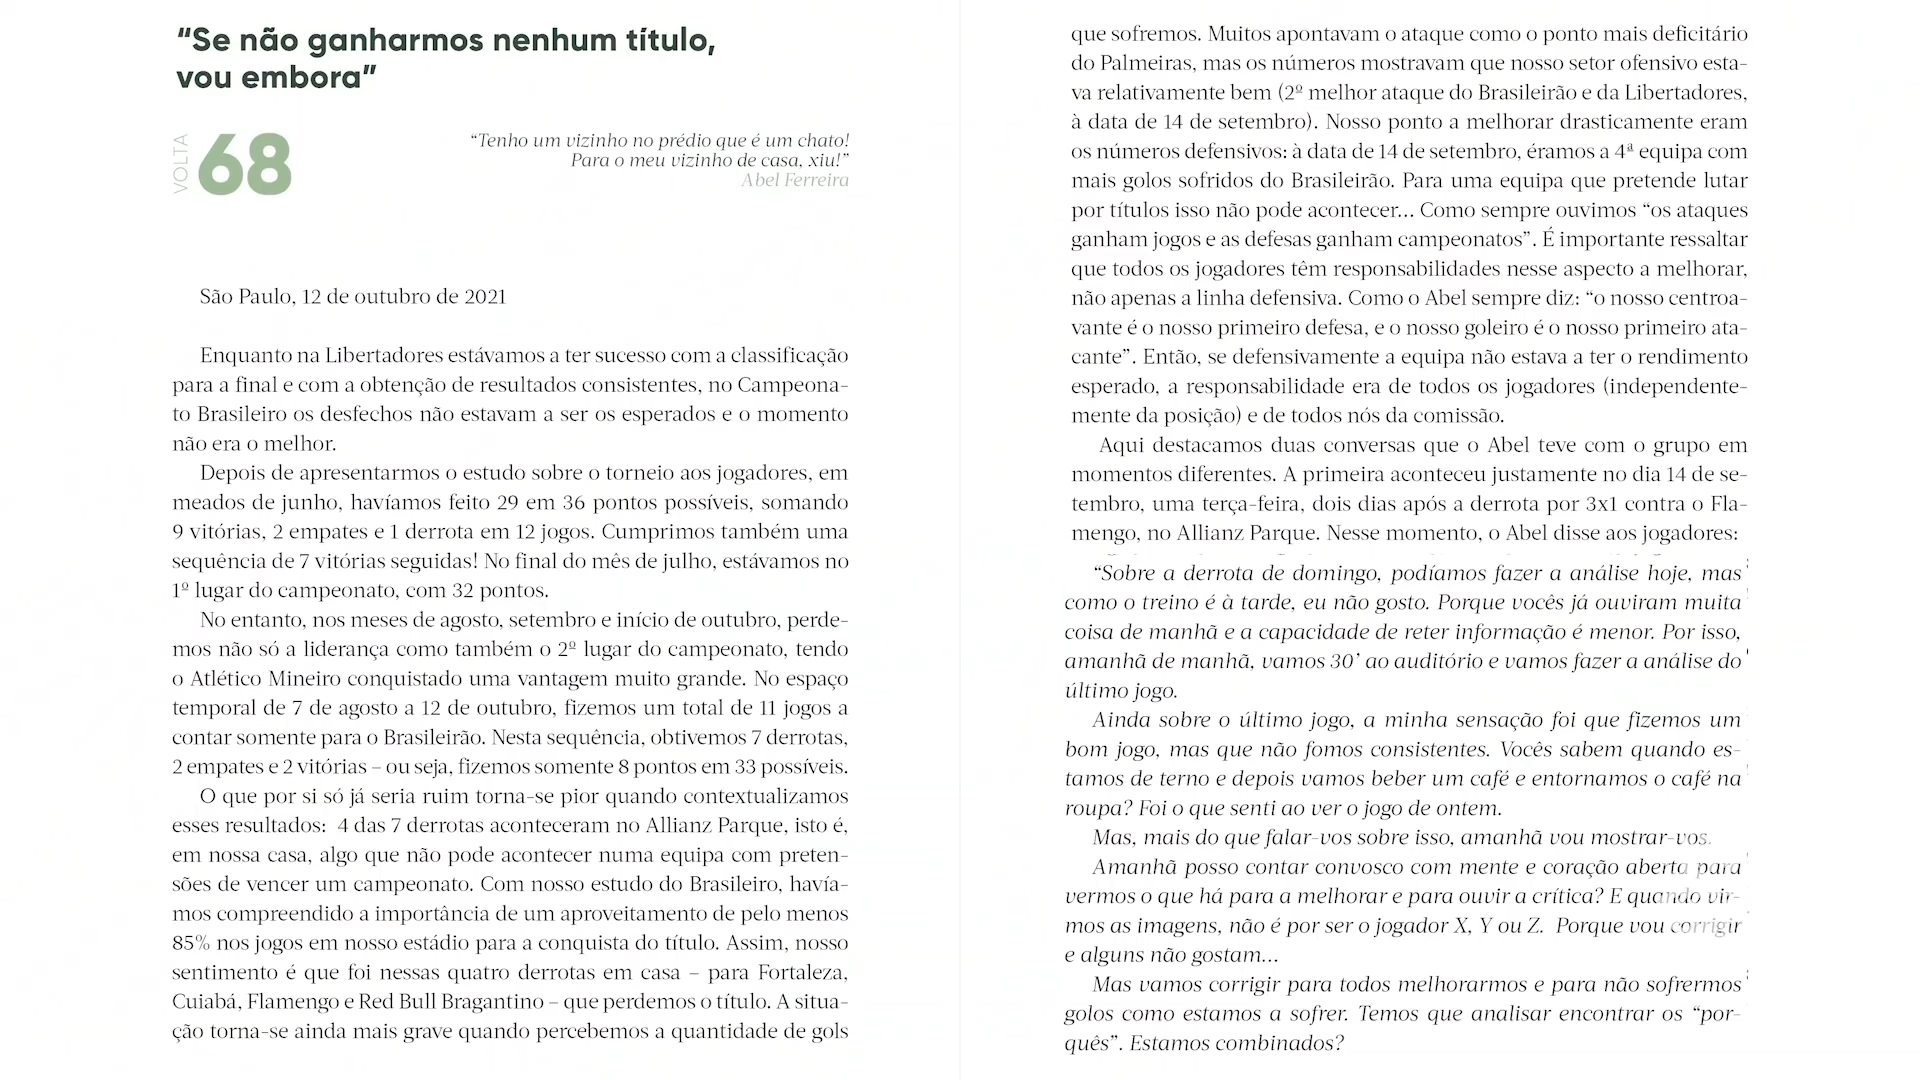 “Se não ganharmos nenhum título,
vou embora”
VOLTA
68
“Tenho um vizinho no prédio que é um chato!
Para o meu vizinho de casa, xiu!”
Abel Ferreira
São Paulo, 12 de outubro de 2021
Enquanto na Libertadores estávamos a ter sucesso com a classificação
para a final e com a obtenção de resultados consistentes, no Campeona-
to Brasileiro os desfechos não estavam a ser os esperados e o momento
não era o melhor.
Depois de apresentarmos o estudo sobre o torneio aos jogadores, em
meados de junho, havíamos feito 29 em 36 pontos possíveis, somando
9 vitórias, 2 empates e 1 derrota em 12 jogos. Cumprimos também uma
sequência de 7 vitórias seguidas! No final do mês de julho, estávamos no
1º lugar do campeonato, com 32 pontos.
No entanto, nos meses de agosto, setembro e início de outubro, perde-
mos não só a liderança como também o 2º lugar do campeonato, tendo
o Atlético Mineiro conquistado uma vantagem muito grande. No espaço
temporal de 7 de agosto a 12 de outubro, fizemos um total de 11 jogos a
contar somente para o Brasileirão. Nesta sequência, obtivemos 7 derrotas,
2 empates e 2 vitórias – ou seja, fizemos somente 8 pontos em 33 possíveis.
O que por si só já seria ruim torna-se pior quando contextualizamos
esses resultados: 4 das 7 derrotas aconteceram no Allianz Parque, isto é,
em nossa casa, algo que não pode acontecer numa equipa com preten-
sões de vencer um campeonato. Com nosso estudo do Brasileiro, havía-
mos compreendido a importância de um aproveitamento de pelo menos
85% nos jogos em nosso estádio para a conquista do título. Assim, nosso
sentimento é que foi nessas quatro derrotas em casa – para Fortaleza,
Cuiabá, Flamengo e Red Bull Bragantino – que perdemos o título. A situa-
ção torna-se ainda mais grave quando percebemos a quantidade de gols
que sofremos. Muitos apontavam o ataque como o ponto mais deficitário
do Palmeiras, mas os números mostravam que nosso setor ofensivo esta-
va relativamente bem (2º melhor ataque do Brasileirão e da Libertadores,
à data de 14 de setembro). Nosso ponto a melhorar drasticamente eram
os números defensivos: à data de 14 de setembro, éramos a 4ª equipa com
mais golos sofridos do Brasileirão. Para uma equipa que pretende lutar
por títulos isso não pode acontecer... Como sempre ouvimos “os ataques
ganham jogos e as defesas ganham campeonatos”. É importante ressaltar
que todos os jogadores têm responsabilidades nesse aspecto a melhorar,
não apenas a linha defensiva. Como o Abel sempre diz: “o nosso centroa-
vante é o nosso primeiro defesa, e o nosso goleiro é o nosso primeiro ata-
cante”. Então, se defensivamente a equipa não estava a ter o rendimento
esperado, a responsabilidade era de todos os jogadores (independente-
mente da posição) e de todos nós da comissão.
Aqui destacamos duas conversas que o Abel teve com o grupo em
momentos diferentes. A primeira aconteceu justamente no dia 14 de se-
tembro, uma terça-feira, dois dias após a derrota por 3x1 contra o Fla-
mengo, no Allianz Parque. Nesse momento, o Abel disse aos jogadores:
“Sobre a derrota de domingo, podíamos fazer a análise hoje, mas
como o treino é à tarde, eu não gosto. Porque vocês já ouviram muita
coisa de manhã e a capacidade de reter informação é menor. Por isso,
amanhã de manhã, vamos 30’ ao auditório e vamos fazer a análise do
último jogo.
Ainda sobre o último jogo, a minha sensação foi que fizemos um
bom jogo, mas que não fomos consistentes. Vocês sabem quando es-
tamos de terno e depois vamos beber um café e entornamos o café na
roupa? Foi o que senti ao ver o jogo de ontem.
Mas, mais do que falar-vos sobre isso, amanhã vou mostrar-vos.
Amanhã posso contar convosco com mente e coração aberta para
vermos o que há para a melhorar e para ouvir a crítica? E quando vir-
mos as imagens, não é por ser o jogador X, Y ou Z. Porque vou corrigir
e alguns não gostam...
Mas vamos corrigir para todos melhorarmos e para não sofrermos
golos como estamos a sofrer. Temos que analisar encontrar os “por-
quês”. Estamos combinados?